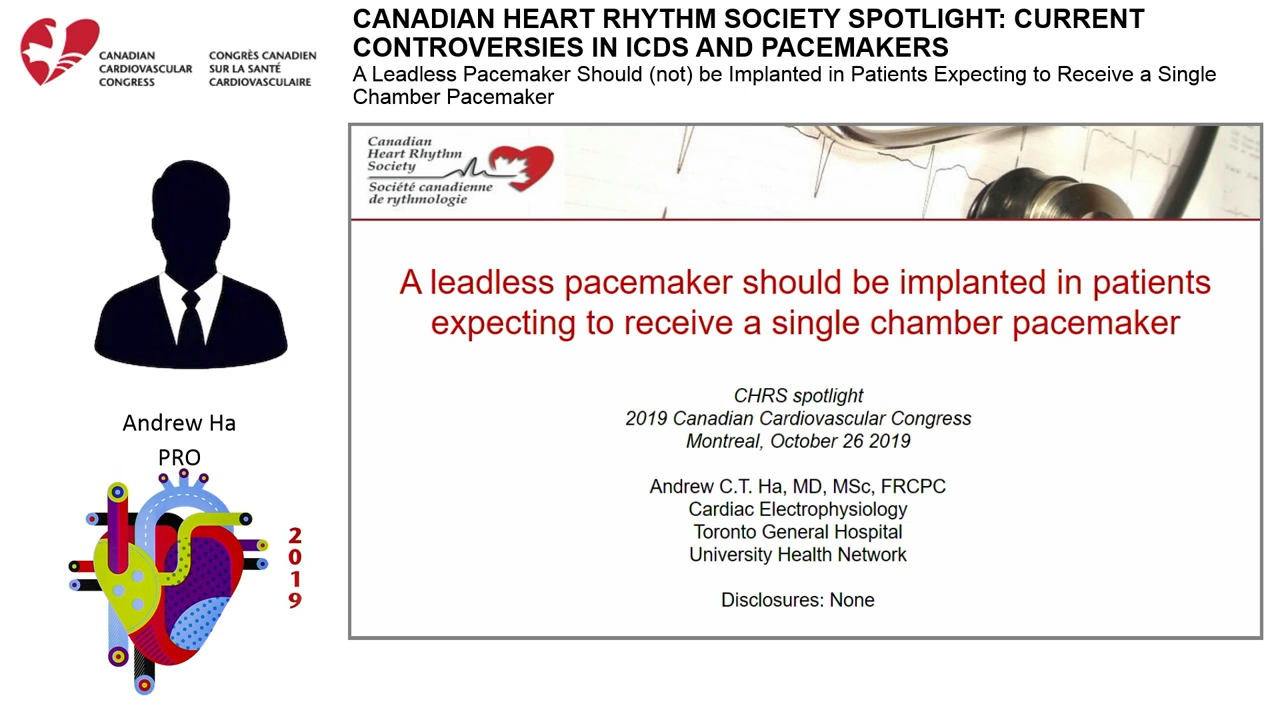 CANADIAN
CARDIOVASCULAR
CONGRESS
CONGRÈS CANADIEN
SUR LA SANTÉ
CARDIOVASCULAIRE
CANADIAN HEART RHYTHM SOCIETY SPOTLIGHT: CURRENT
CONTROVERSIES IN ICDS AND PACEMAKERS
A Leadless Pacemaker Should (not) be Implanted in Patients Expecting to Receive a Single
Chamber Pacemaker
Canadian
Heart Rhythm
Society
Société canadienne
de rythmologie
A leadless pacemaker should be implanted in patients
expecting to receive a single chamber pacemaker
CHRS spotlight
2019 Canadian Cardiovascular Congress
Montreal, October 26 2019
Andrew C.T. Ha, MD, MSc, FRCPC
Cardiac Electrophysiology
Toronto General Hospital
University Health Network
Disclosures: None
Andrew Ha
PRO
2
0
1
9